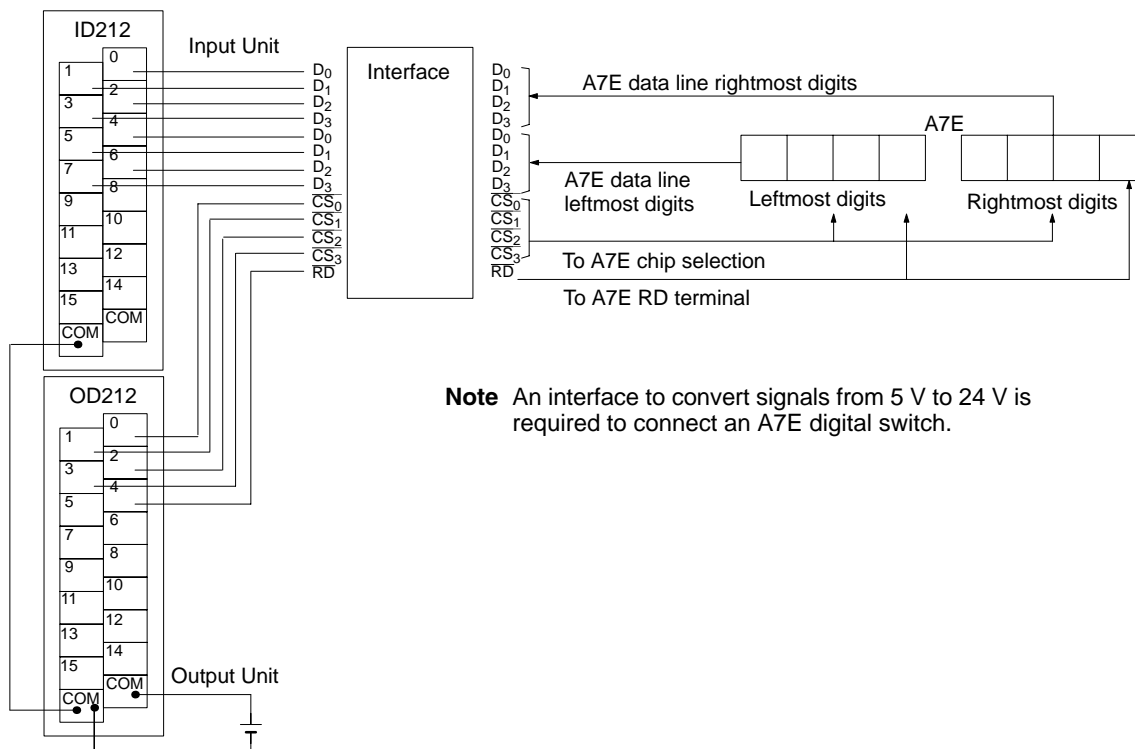 ID212
Input Unit
0
1
2
3
4
5
6
7
8
9
10
11
12
13
14
15
COM
COM
D0
D1
D2
D3
D0
D1
D2
D3
CS0
CS1
CS2
CS3
RD
Interface
D0
D1
D2
D3
D0
D1
D2
D3
CS0
CS1
CS2
CS3
RD
A7E data line rightmost digits
A7E
A7E data line
leftmost digits
Leftmost digits
Rightmost digits
To A7E chip selection
To A7E RD terminal
Note An interface to convert signals from 5 V to 24 V is
required to connect an A7E digital switch.
OD212
0
1
2
3
4
5
6
7
8
9
10
11
12
13
14
15
COM
COM
Output Unit